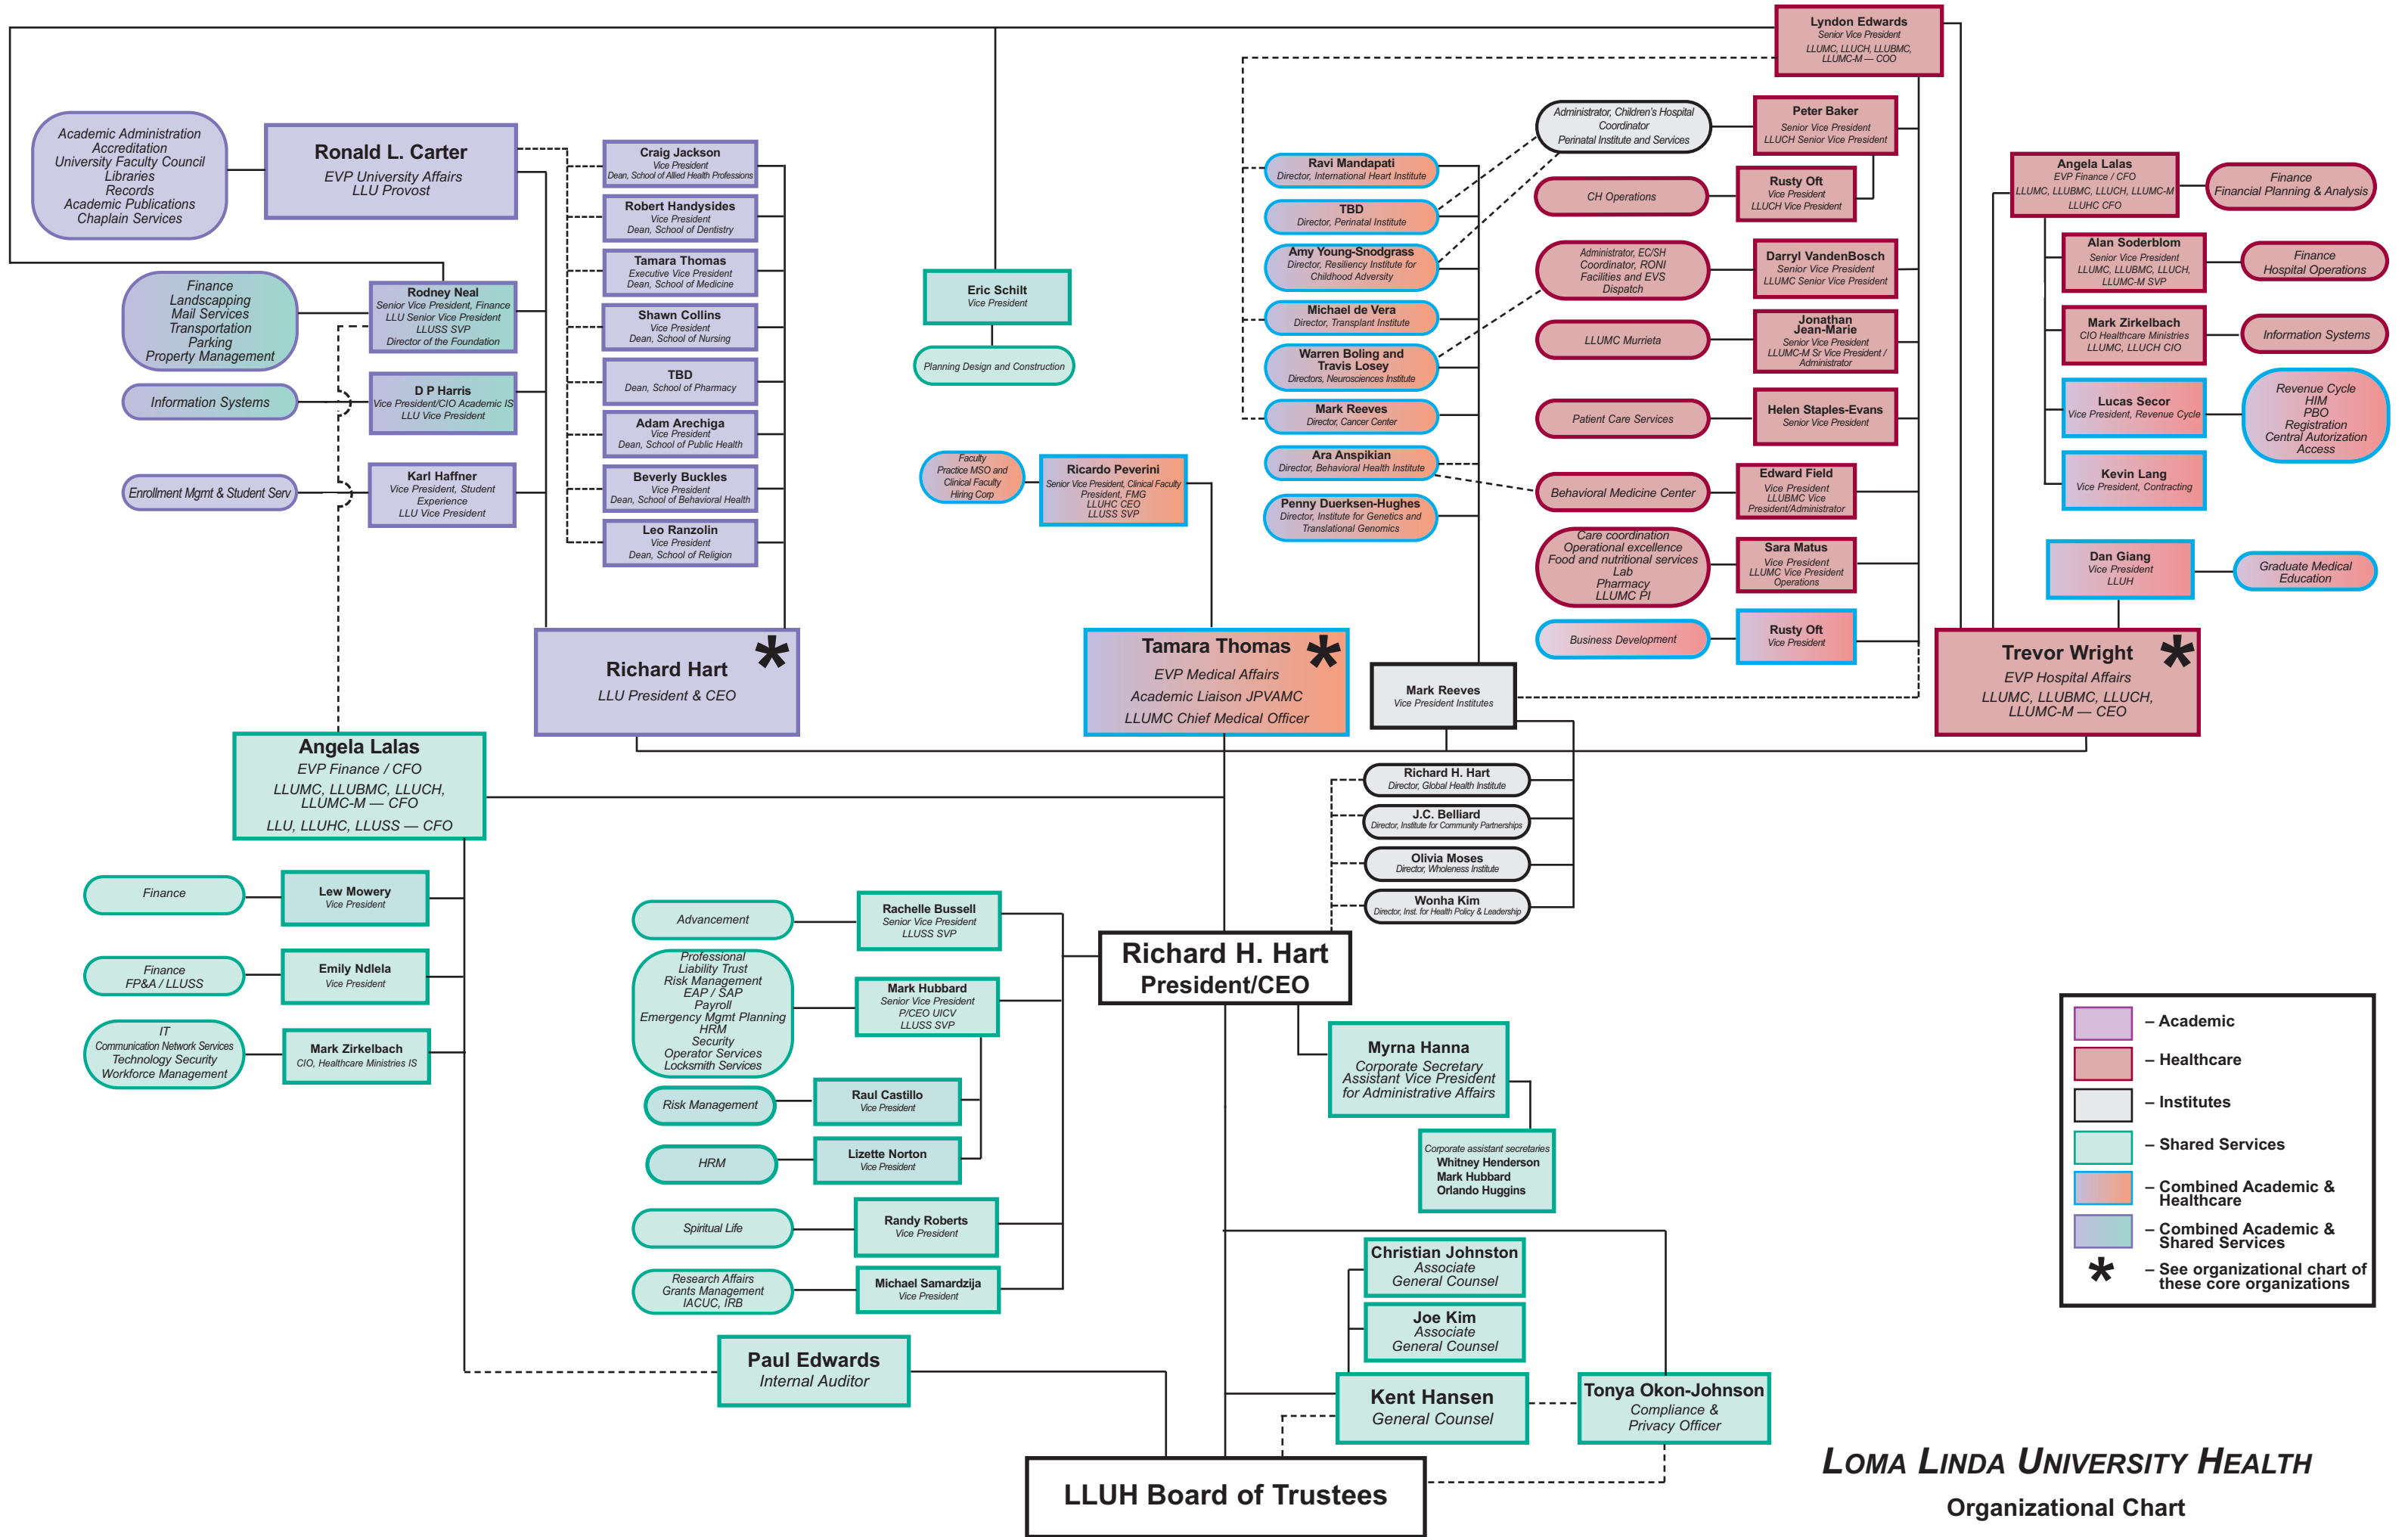 Lyndon Edwards
Senior Vice President
LLUMC, LLUCH, LLUBMC,
LLUMC-M — COO
Academic Administration
Accreditation
University Faculty Council
Libraries
Records
Academic Publications
Chaplain Services
Ronald L. Carter
EVP University Affairs
LLU Provost
Finance
Landscapping
Mail Services
Transportation
Parking
Property Management
Rodney Neal
Senior Vice President, Finance
LLU Senior Vice President
LLUSS SVP
Director of the Foundation
Information Systems
D P Harris
Vice President/CIO Academic IS
LLU Vice President
Enrollment Mgmt & Student Serv
Karl Haffner
Vice President, Student
Experience
LLU Vice President
Craig Jackson
Vice President
Dean, School of Allied Health Professions
Robert Handysides
Vice President
Dean, School of Dentistry
Tamara Thomas
Executive Vice President
Dean, School of Medicine
Shawn Collins
Vice President
Dean, School of Nursing
TBD
Dean, School of Pharmacy
Adam Arechiga
Vice President
Dean, School of Public Health
Beverly Buckles
Vice President
Dean, School of Behavioral Health
Leo Ranzolin
Vice President
Dean, School of Religion
Eric Schilt
Vice President
Planning Design and Construction
Faculty
Practice MSO and
Clinical Faculty
Hiring Corp
Ricardo Peverini
Senior Vice President, Clinical Faculty
President, FMG
LLUHC CEO
LLUSS SVP
Ravi Mandapati
Director, International Heart Institute
TBD
Director, Perinatal Institute
Amy Young-Snodgrass
Director, Resiliency Institute for
Childhood Adversity
Michael de Vera
Director, Transplant Institute
Warren Boling and
Travis Losey
Directors, Neurosciences Institute
Mark Reeves
Director, Cancer Center
Ara Anspikian
Director, Behavioral Health Institute
Penny Duerksen-Hughes
Director, Institute for Genetics and
Translational Genomics
Administrator, Children's Hospital
Coordinator
Perinatal Institute and Services
Peter Baker
Senior Vice President
LLUCH Senior Vice President
CH Operations
Rusty Oft
Vice President
LLUCH Vice President
Administrator, EC/SH
Coordinator, RONI
Facilities and EVS
Dispatch
Darryl VandenBosch
Senior Vice President
LLUMC Senior Vice President
LLUMC Murrieta
Jonathan
Jean-Marie
Senior Vice President
LLUMC-M Sr Vice President /
Administrator
Patient Care Services
Helen Staples-Evans
Senior Vice President
Behavioral Medicine Center
Edward Field
Vice President
LLUBMC Vice
President/Administrator
Care coordination
Operational excellence
Food and nutritional services
Lab
Pharmacy
LLUMC PI
Sara Matus
Vice President
LLUMC Vice President
Operations
Business Development
Rusty Oft
Vice President
Angela Lalas
EVP Finance / CFO
LLUMC, LLUBMC, LLUCH, LLUMC-M
LLUHC CFO
Finance
Financial Planning & Analysis
Alan Soderblom
Senior Vice President
LLUMC, LLUBMC, LLUCH,
LLUMC-M SVP
Finance
Hospital Operations
Mark Zirkelbach
CIO Healthcare Ministries
LLUMC, LLUCH CIO
Information Systems
Lucas Secor
Vice President, Revenue Cycle
Revenue Cycle
HIM
PBO
Registration
Central Autorization
Access
Kevin Lang
Vice President, Contracting
Dan Giang
Vice President
LLUH
Graduate Medical
Education
Richard Hart
LLU President & CEO
*
Tamara Thomas
EVP Medical Affairs
Academic Liaison JPVAMC
LLUMC Chief Medical Officer
*
Mark Reeves
Vice President Institutes
Trevor Wright
EVP Hospital Affairs
LLUMC, LLUBMC, LLUCH,
LLUMC-M — CEO
*
Angela Lalas
EVP Finance / CFO
LLUMC, LLUBMC, LLUCH,
LLUMC-M — CFO
LLU, LLUHC, LLUSS — CFO
Richard H. Hart
Director, Global Health Institute
J.C. Belliard
Director, Institute for Community Partnerships
Olivia Moses
Director, Wholeness Institute
Wonha Kim
Director, Inst. for Health Policy & Leadership
Finance
Lew Mowery
Vice President
Finance
FP&A / LLUSS
Emily Ndlela
Vice President
IT
Communication Network Services
Technology Security
Workforce Management
Mark Zirkelbach
CIO, Healthcare Ministries IS
Advancement
Rachelle Bussell
Senior Vice President
LLUSS SVP
Professional
Liability Trust
Risk Management
EAP / SAP
Payroll
Emergency Mgmt Planning
HRM
Security
Operator Services
Locksmith Services
Mark Hubbard
Senior Vice President
P/CEO UICV
LLUSS SVP
Risk Management
Raul Castillo
Vice President
HRM
Lizette Norton
Vice President
Spiritual Life
Randy Roberts
Vice President
Research Affairs
Grants Management
IACUC, IRB
Michael Samardzija
Vice President
Richard H. Hart
President/CEO
Myrna Hanna
Corporate Secretary
Assistant Vice President
for Administrative Affairs
Corporate assistant secretaries
Whitney Henderson
Mark Hubbard
Orlando Huggins
Christian Johnston
Associate
General Counsel
Joe Kim
Associate
General Counsel
Paul Edwards
Internal Auditor
Kent Hansen
General Counsel
Tonya Okon-Johnson
Compliance &
Privacy Officer
LLUH Board of Trustees
– Academic
– Healthcare
– Institutes
– Shared Services
– Combined Academic &
Healthcare
– Combined Academic &
Shared Services
* – See organizational chart of
these core organizations
LOMA LINDA UNIVERSITY HEALTH
Organizational Chart